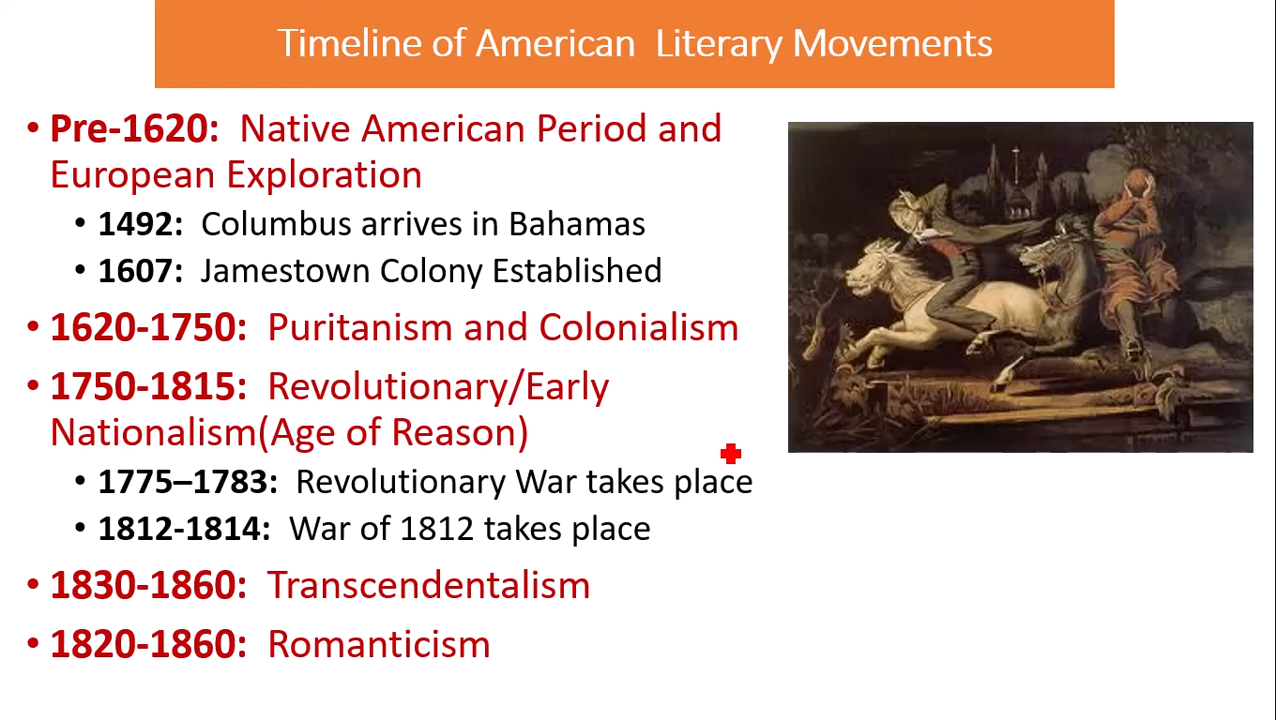 Timeline of American Literary Movements
• Pre-1620: Native American Period and
European Exploration
• 1492: Columbus arrives in Bahamas
• 1607: Jamestown Colony Established
• 1620-1750: Puritanism and Colonialism
• 1750-1815: Revolutionary/Early
Nationalism(Age of Reason)
• 1775–1783: Revolutionary War takes place
• 1812-1814: War of 1812 takes place
• 1830-1860: Transcendentalism
• 1820-1860: Romanticism